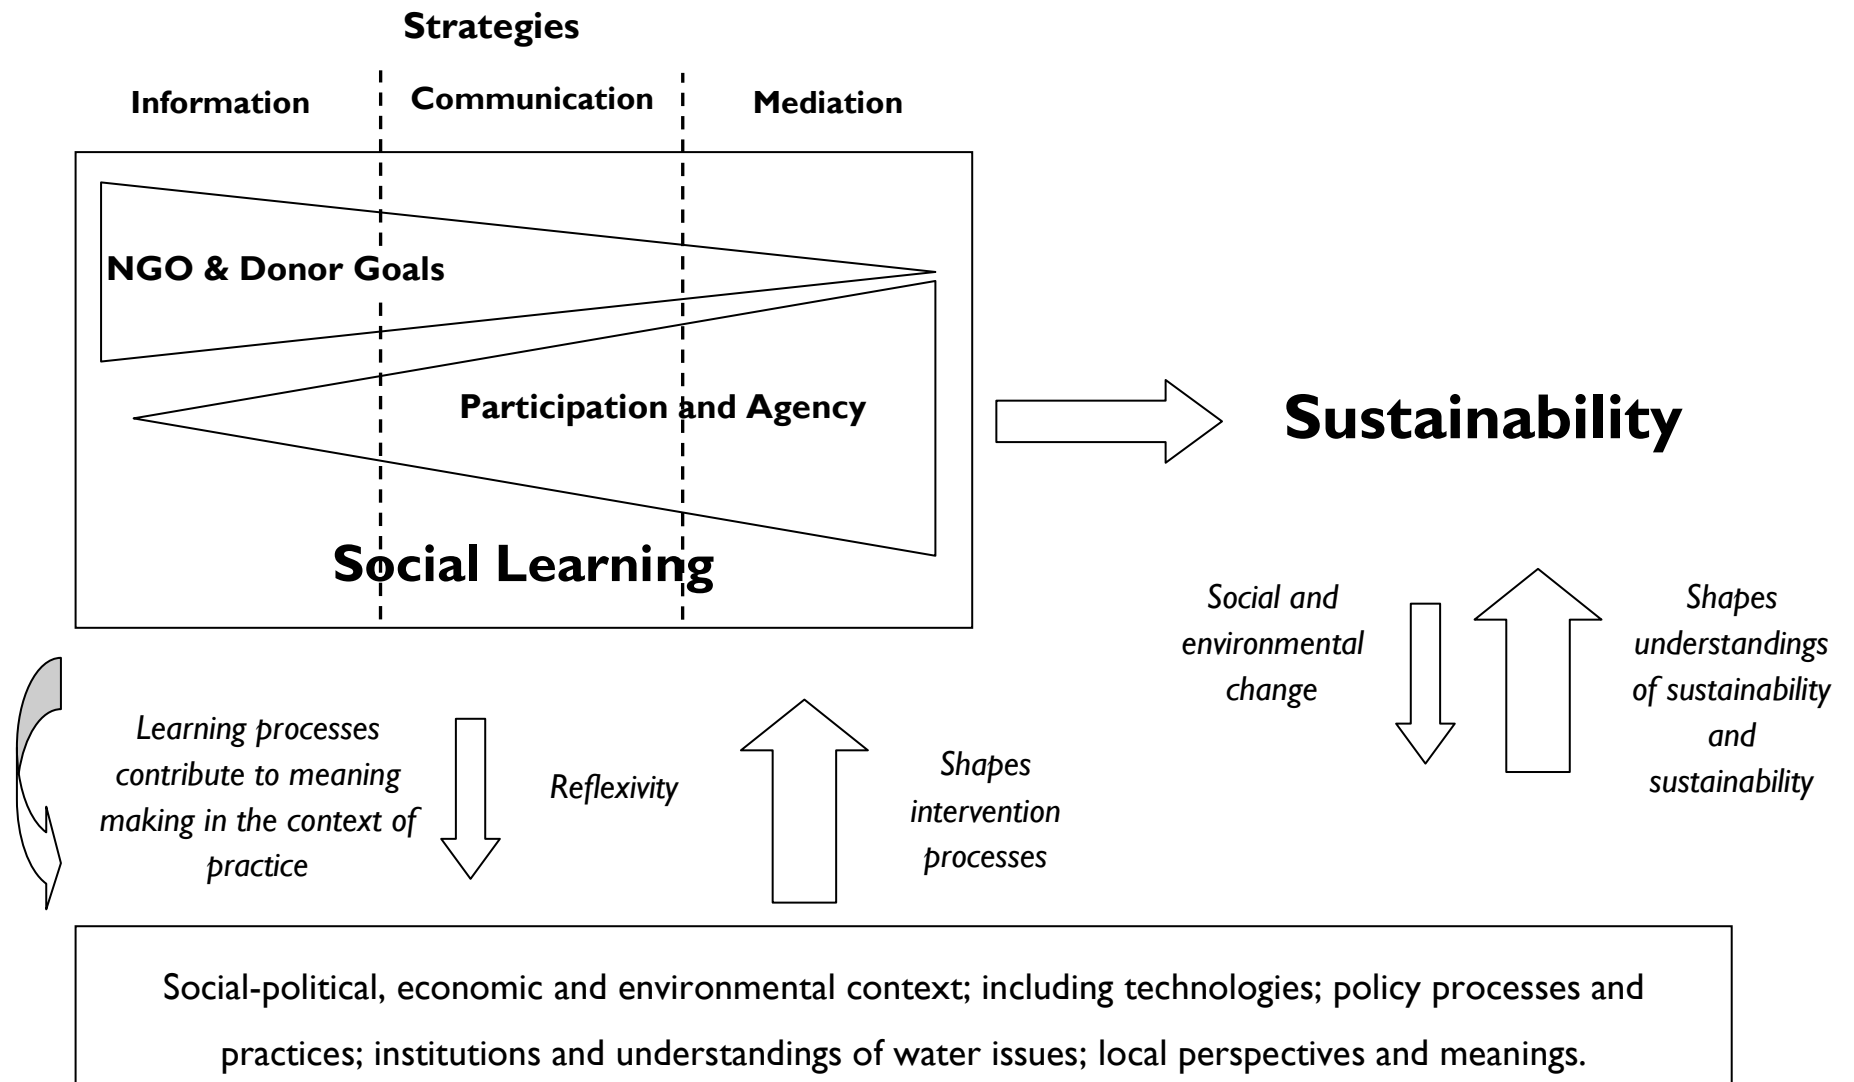 Strategies
Information
Communication
Mediation
NGO & Donor Goals
Participation and Agency
Social Learning
Sustainability
Learning processes
contribute to meaning
making in the context of
practice
Reflexivity
Shapes
intervention
processes
Social and
environmental
change
Shapes
understandings
of sustainability
and
sustainability
Social-political, economic and environmental context; including technologies; policy processes and
practices; institutions and understandings of water issues; local perspectives and meanings.